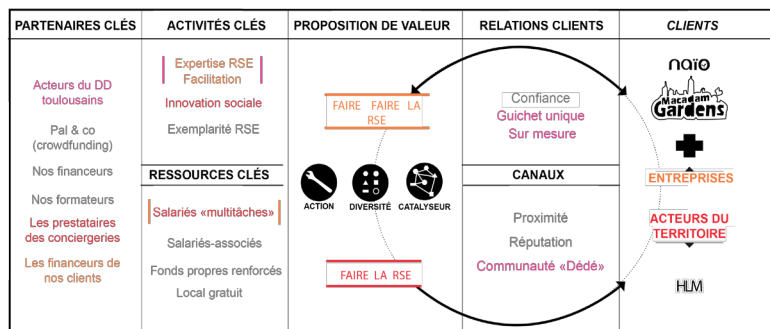 PARTENAIRES CLÉS
Acteurs du DD
toulousains
Pal & co
(crowdfunding)
Nos financeurs
Nos formateurs
Les prestataires
des conciergeries
Les financeurs de
nos clients
ACTIVITÉS CLÉS
Expertise RSE
Facilitation
Innovation sociale
Exemplarité RSE
RESSOURCES CLÉS
Salariés «multitâches»
Salariés-associés
Fonds propres renforcés
Local gratuit
PROPOSITION DE VALEUR
FAIRE FAIRE LA
RSE
ACTION
DIVERSITÉ
CATALYSEUR
FAIRE LA RSE
RELATIONS CLIENTS
Confiance
Guichet unique
Sur mesure
CANAUX
Proximité
Réputation
Communauté «Dédé»
CLIENTS
naïo
Macadam
Gardens
ENTREPRISES
ACTEURS DU
TERRITOIRE
HLM